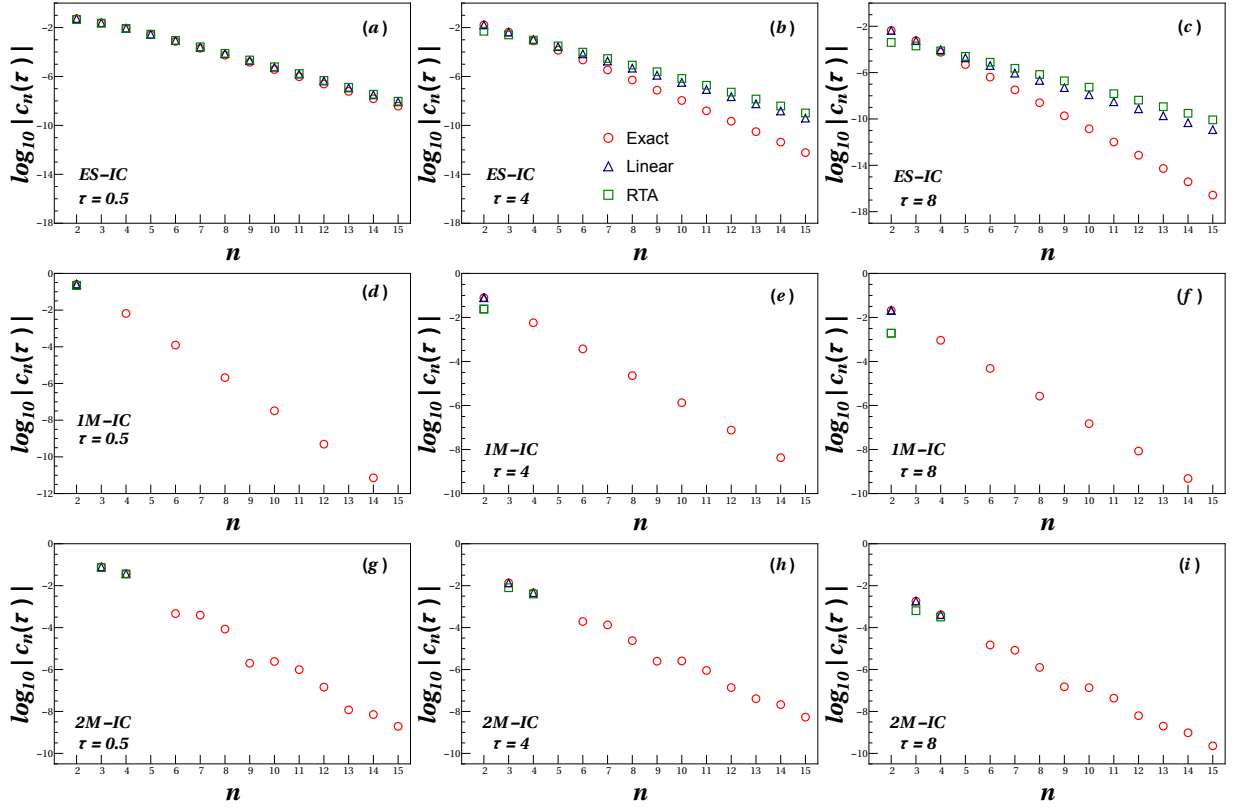 log10 | cn(τ) |
-2
-6
-10
-14
-18
(a)
ES-IC
τ = 0.5
2 3 4 5 6 7 8 9 10 11 12 13 14 15
n
log10 | cn(τ) |
-2
-6
-10
-14
-18
(b)
Exact
Linear
RTA
ES-IC
τ = 4
2 3 4 5 6 7 8 9 10 11 12 13 14 15
n
log10 | cn(τ) |
-2
-6
-10
-14
-18
(c)
ES-IC
τ = 8
2 3 4 5 6 7 8 9 10 11 12 13 14 15
n
log10 | cn(τ) |
0
-2
-4
-6
-8
-10
-12
(d)
1M-IC
τ = 0.5
2 3 4 5 6 7 8 9 10 11 12 13 14 15
n
log10 | cn(τ) |
0
-2
-4
-6
-8
-10
(e)
1M-IC
τ = 4
2 3 4 5 6 7 8 9 10 11 12 13 14 15
n
log10 | cn(τ) |
0
-2
-4
-6
-8
-10
(f)
1M-IC
τ = 8
2 3 4 5 6 7 8 9 10 11 12 13 14 15
n
log10 | cn(τ) |
0
-2
-4
-6
-8
-10
(g)
2M-IC
τ = 0.5
2 3 4 5 6 7 8 9 10 11 12 13 14 15
n
log10 | cn(τ) |
0
-2
-4
-6
-8
-10
(h)
2M-IC
τ = 4
2 3 4 5 6 7 8 9 10 11 12 13 14 15
n
log10 | cn(τ) |
0
-2
-4
-6
-8
-10
(i)
2M-IC
τ = 8
2 3 4 5 6 7 8 9 10 11 12 13 14 15
n